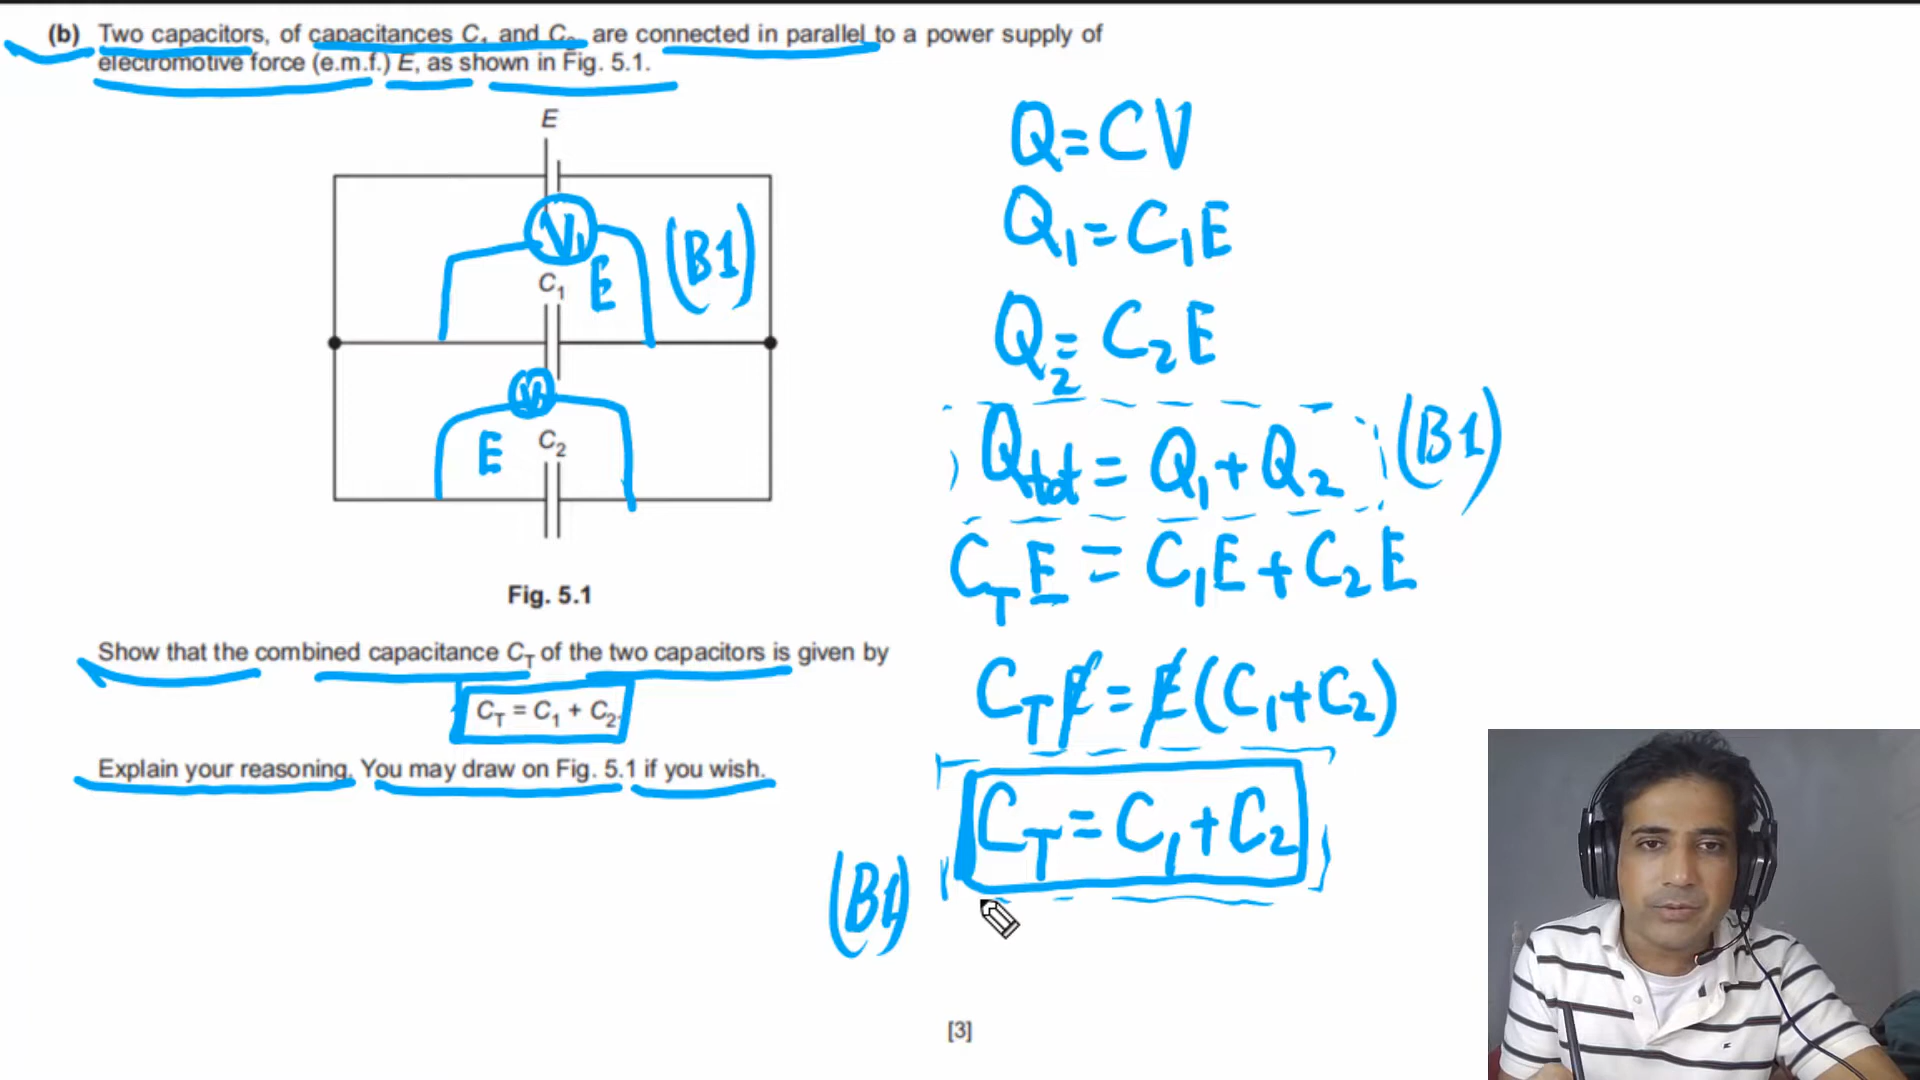 (b) Two capacitors, of capacitances C₁ and C₂, are connected in parallel to a power supply of
electromotive force (e.m.f.) E, as shown in Fig. 5.1.
E
V₁
E
(B1)
C₁
V
E
C₂
Fig. 5.1
Show that the combined capacitance C_T of the two capacitors is given by
C_T = C₁ + C₂.
Explain your reasoning. You may draw on Fig. 5.1 if you wish.
Q = CV
Q₁ = C₁E
Q₂ = C₂E
Q_tot = Q₁ + Q₂ (B1)
C_T E = C₁E + C₂E
C_T E = E(C₁+C₂)
C_T = C₁ + C₂
(B1)
[3]